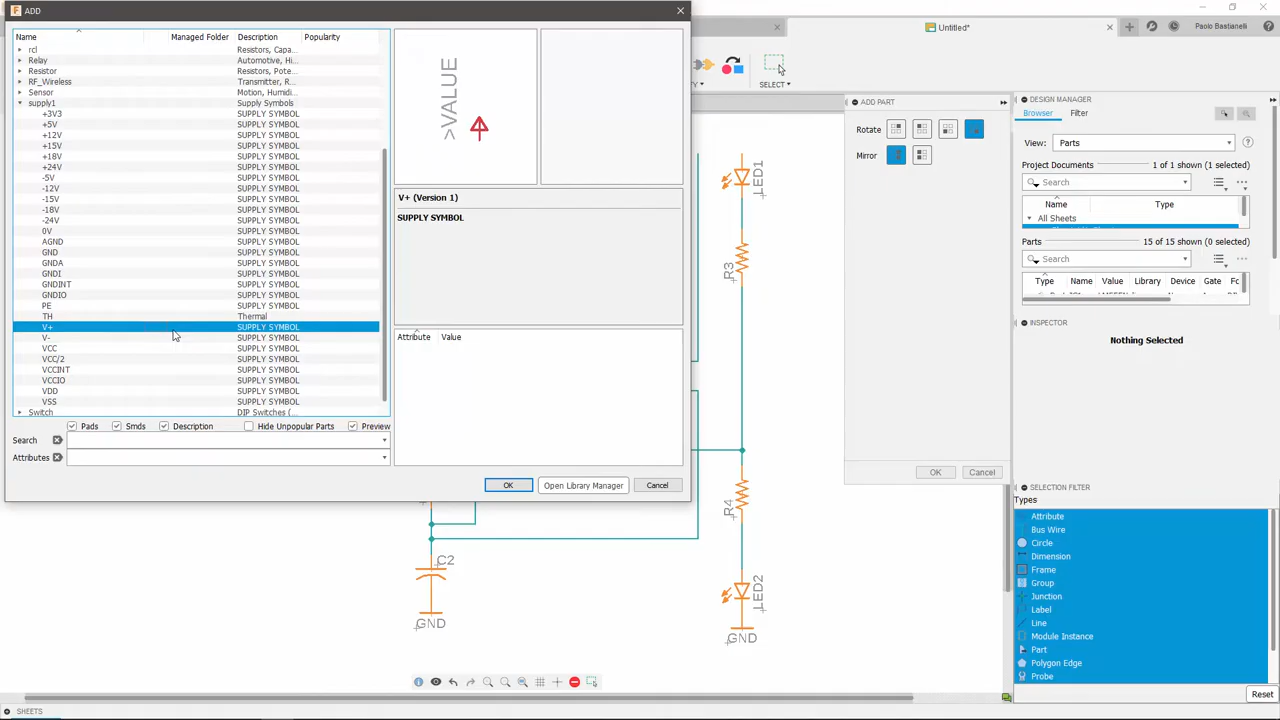 ADD
Untitled*
Paolo Bastianelli
Name Managed Folder Description Popularity
rcl Resistors, Capa...
Relay Automotive, Hi...
Resistor Resistors, Pote...
RF_Wireless Transmitter, R...
Sensor Motion, Humidi...
supply1 Supply Symbols
+3V3 SUPPLY SYMBOL
+5V SUPPLY SYMBOL
+12V SUPPLY SYMBOL
+15V SUPPLY SYMBOL
+18V SUPPLY SYMBOL
+24V SUPPLY SYMBOL
-5V SUPPLY SYMBOL
-12V SUPPLY SYMBOL
-15V SUPPLY SYMBOL
-18V SUPPLY SYMBOL
-24V SUPPLY SYMBOL
0V SUPPLY SYMBOL
AGND SUPPLY SYMBOL
GND SUPPLY SYMBOL
GNDA SUPPLY SYMBOL
GNDI SUPPLY SYMBOL
GNDINT SUPPLY SYMBOL
GNDIO SUPPLY SYMBOL
PE SUPPLY SYMBOL
TH Thermal
V+ SUPPLY SYMBOL
V- SUPPLY SYMBOL
VCC SUPPLY SYMBOL
VCC/2 SUPPLY SYMBOL
VCCINT SUPPLY SYMBOL
VCCIO SUPPLY SYMBOL
VDD SUPPLY SYMBOL
VSS SUPPLY SYMBOL
Switch DIP Switches (...
Pads Smds Description Hide Unpopular Parts Preview
Search
Attributes
>VALUE
V+ (Version 1)
SUPPLY SYMBOL
Attribute Value
OK Open Library Manager Cancel
SELECT
ADD PART
Rotate
Mirror
OK Cancel
LED1
R3
R4
LED2
GND
C2
GND
DESIGN MANAGER
Browser Filter
View: Parts
Project Documents 1 of 1 shown (1 selected)
Search
Name Type
All Sheets
Parts 15 of 15 shown (0 selected)
Search
Type Name Value Library Device Gate Fo
INSPECTOR
Nothing Selected
SELECTION FILTER
Types
Attribute
Bus Wire
Circle
Dimension
Frame
Group
Junction
Label
Line
Module Instance
Part
Polygon Edge
Probe
Reset
SHEETS